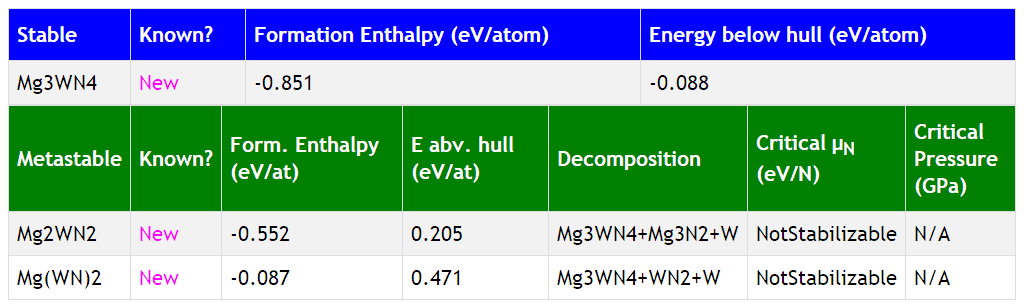 Stable Known? Formation Enthalpy (eV/atom) Energy below hull (eV/atom)
Mg3WN4 New -0.851 -0.088
Metastable Known? Form. Enthalpy (eV/at) E abv. hull (eV/at) Decomposition Critical μN (eV/N) Critical Pressure (GPa)
Mg2WN2 New -0.552 0.205 Mg3WN4+Mg3N2+W NotStabilizable N/A
Mg(WN)2 New -0.087 0.471 Mg3WN4+WN2+W NotStabilizable N/A